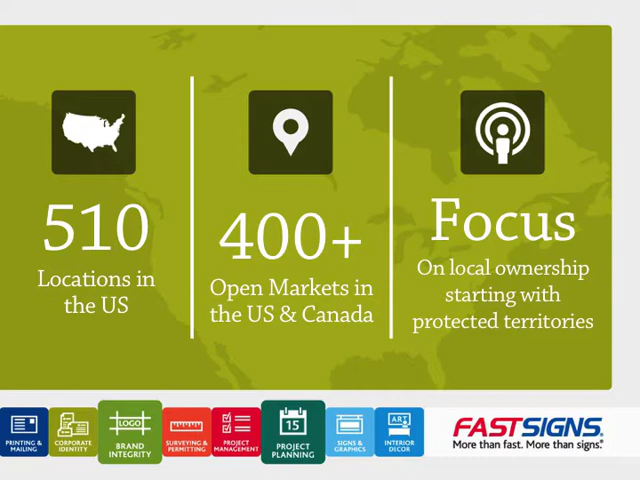 510
Locations in
the US
400+
Open Markets in
the US & Canada
Focus
On local ownership
starting with
protected territories
PRINTING &
MAILING
CORPORATE
IDENTITY
LOGO
BRAND
INTEGRITY
SURVEYING &
PERMITTING
PROJECT
MANAGEMENT
15
PROJECT
PLANNING
SIGNS &
GRAPHICS
ART
INTERIOR
DECOR
FASTSIGNS®
More than fast. More than signs.®